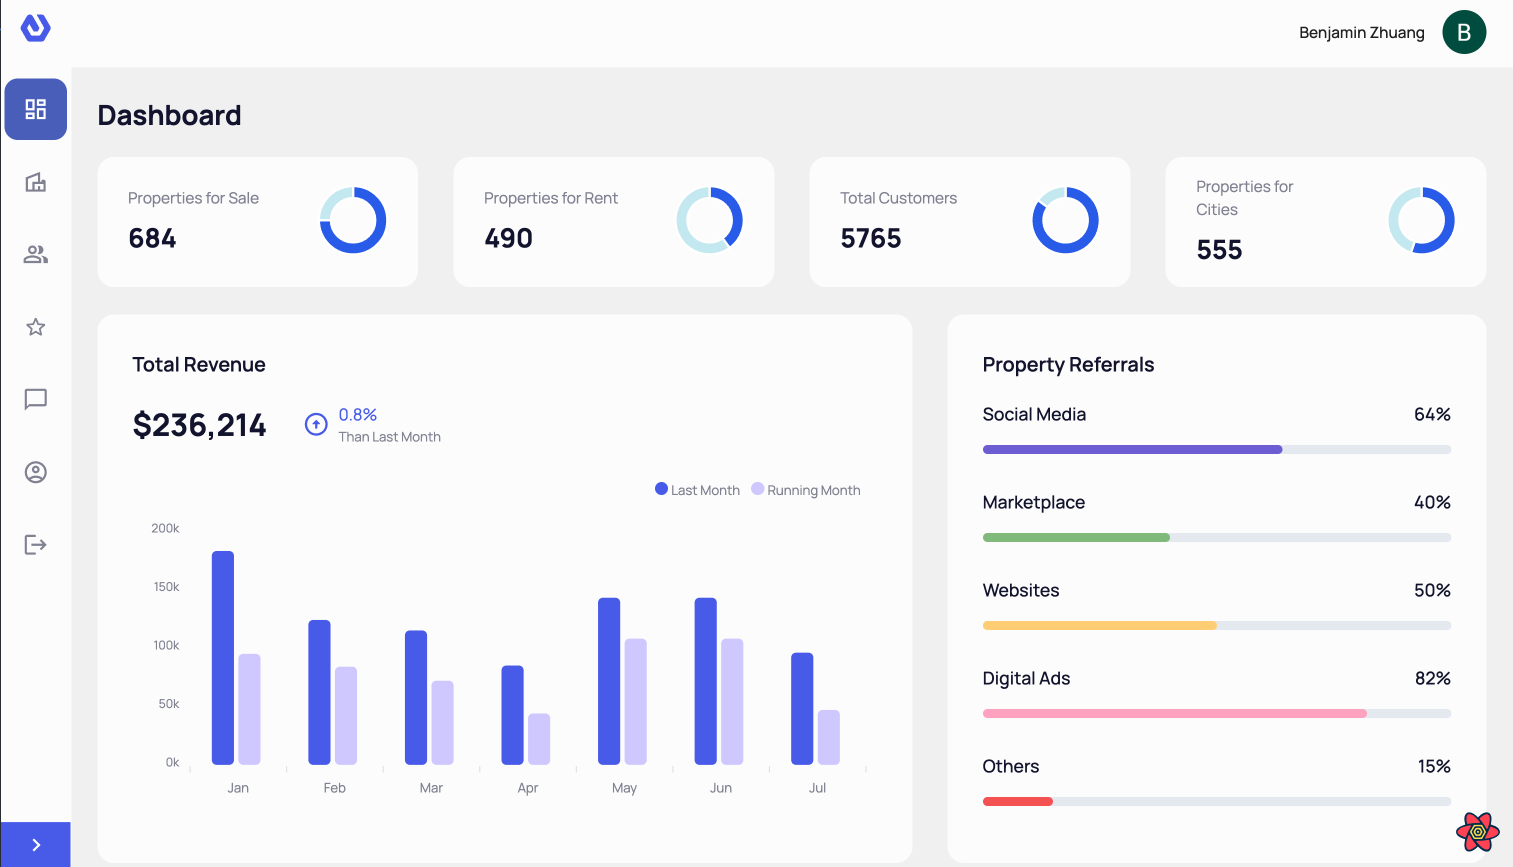 Benjamin Zhuang
B
Dashboard
Properties for Sale
684
Properties for Rent
490
Total Customers
5765
Properties for
Cities
555
Total Revenue
$236,214
0.8%
Than Last Month
Last Month
Running Month
200k
150k
100k
50k
0k
Jan
Feb
Mar
Apr
May
Jun
Jul
Property Referrals
Social Media
64%
Marketplace
40%
Websites
50%
Digital Ads
82%
Others
15%